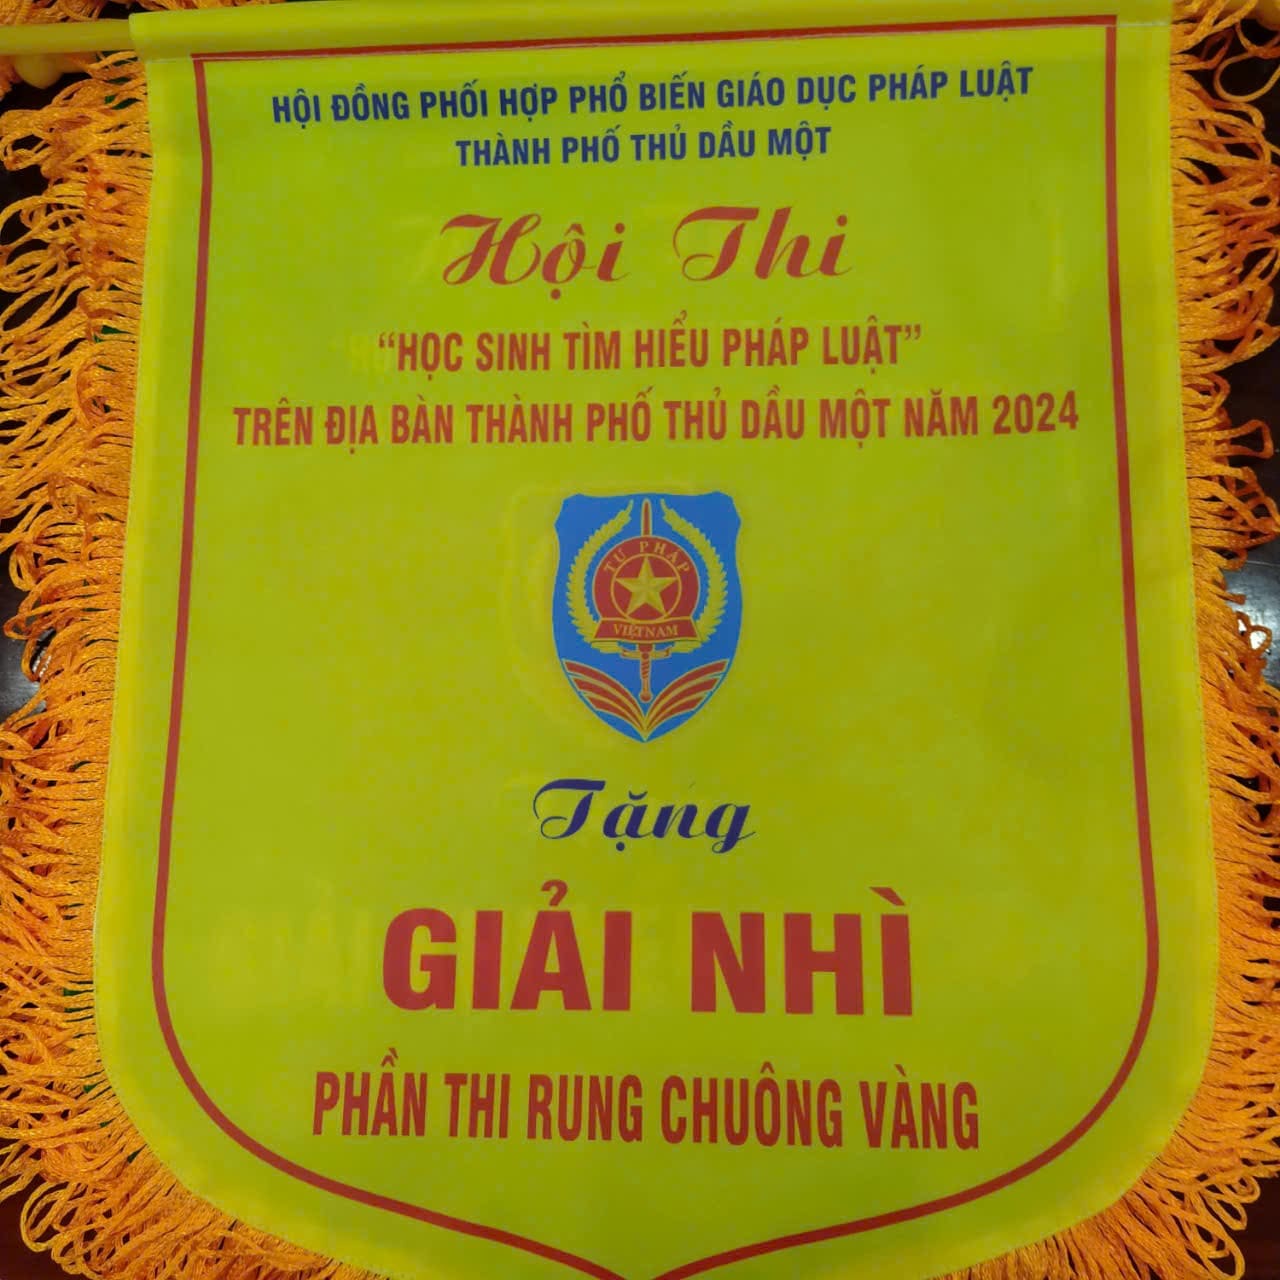 HỘI ĐỒNG PHỐI HỢP PHỔ BIẾN GIÁO DỤC PHÁP LUẬT
THÀNH PHỐ THỦ DẦU MỘT
Hội Thi
“HỌC SINH TÌM HIỂU PHÁP LUẬT”
TRÊN ĐỊA BÀN THÀNH PHỐ THỦ DẦU MỘT NĂM 2024
TƯ PHÁP
VIỆT NAM
Tặng
GIẢI NHÌ
PHẦN THI RUNG CHUÔNG VÀNG